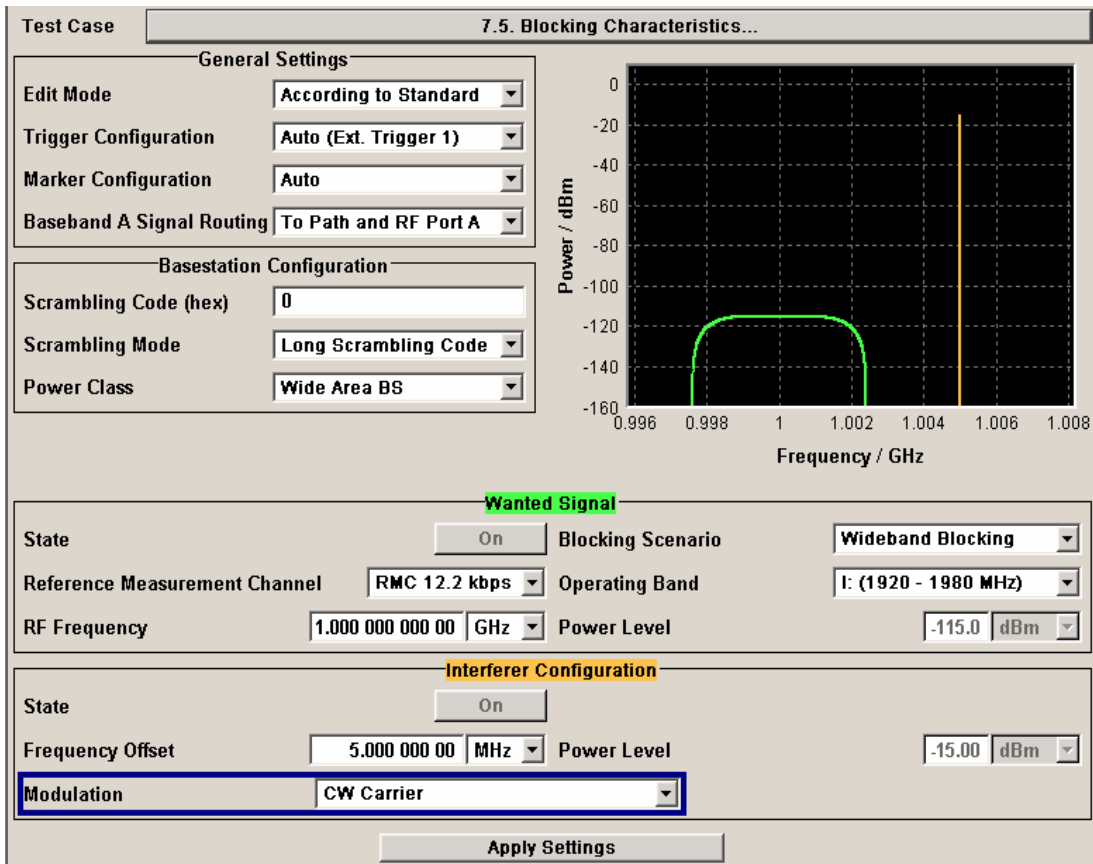 Test Case 7.5. Blocking Characteristics...
General Settings
Edit Mode According to Standard
Trigger Configuration Auto (Ext. Trigger 1)
Marker Configuration Auto
Baseband A Signal Routing To Path and RF Port A
Basestation Configuration
Scrambling Code (hex) 0
Scrambling Mode Long Scrambling Code
Power Class Wide Area BS
Power / dBm
0
-20
-40
-60
-80
-100
-120
-140
-160
0.996 0.998 1 1.002 1.004 1.006 1.008
Frequency / GHz
Wanted Signal
State On Blocking Scenario Wideband Blocking
Reference Measurement Channel RMC 12.2 kbps Operating Band I: (1920 - 1980 MHz)
RF Frequency 1.000 000 000 00 GHz Power Level -115.0 dBm
Interferer Configuration
State On
Frequency Offset 5.000 000 00 MHz Power Level -15.00 dBm
Modulation CW Carrier
Apply Settings